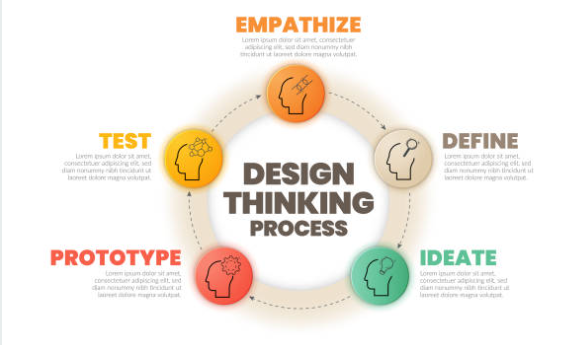 EMPATHIZE
Lorem ipsum dolor sit amet, consectetuer
adipiscing elit, sed diam nonummy nibh
tincidunt ut laoreet dolore magna volutpat.
TEST
Lorem ipsum dolor sit amet,
consectetuer adipiscing elit, sed
diam nonummy nibh tincidunt ut
laoreet dolore magna volutpat.
DEFINE
Lorem ipsum dolor sit amet,
consectetuer adipiscing elit, sed
diam nonummy nibh tincidunt ut
laoreet dolore magna volutpat.
DESIGN
THINKING
PROCESS
PROTOTYPE
Lorem ipsum dolor sit amet,
consectetuer adipiscing elit, sed
diam nonummy nibh tincidunt ut
laoreet dolore magna volutpat.
IDEATE
Lorem ipsum dolor sit amet,
consectetuer adipiscing elit, sed
diam nonummy nibh tincidunt ut
laoreet dolore magna volutpat.